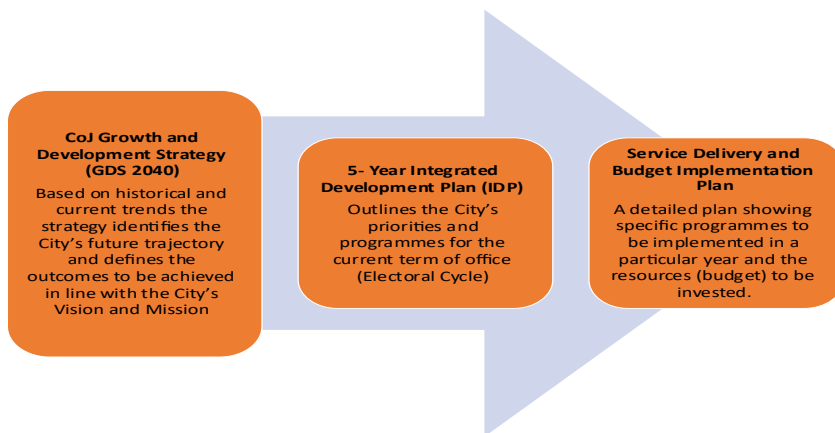 CoJ Growth and
Development Strategy
(GDS 2040)
Based on historical and
current trends the
strategy identifies the
City’s future trajectory
and defines the
outcomes to be achieved
in line with the City’s
Vision and Mission
5- Year Integrated
Development Plan (IDP)
Outlines the City’s
priorities and
programmes for the
current term of office
(Electoral Cycle)
Service Delivery and
Budget Implementation
Plan
A detailed plan showing
specific programmes to
be implemented in a
particular year and the
resources (budget) to be
invested.